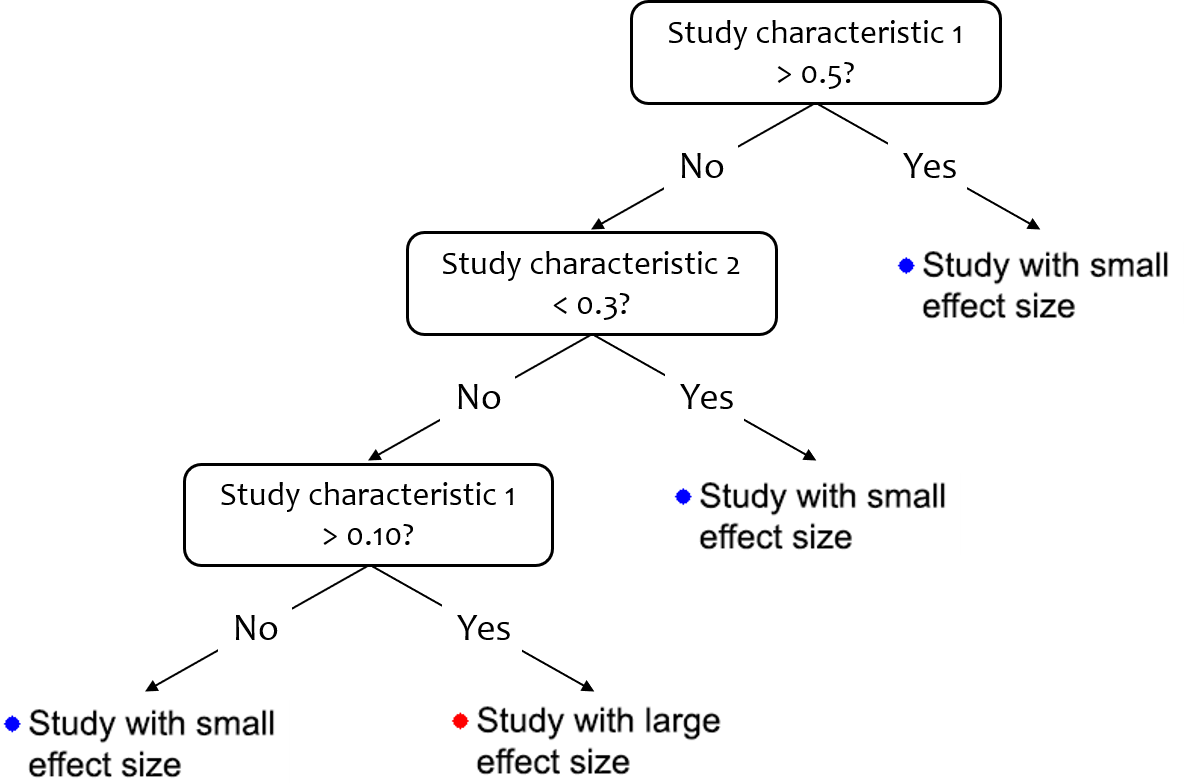 Study characteristic 1
> 0.5?
No
Yes
Study characteristic 2
< 0.3?
Study with small
effect size
No
Yes
Study characteristic 1
> 0.10?
Study with small
effect size
No
Yes
Study with small
effect size
Study with large
effect size